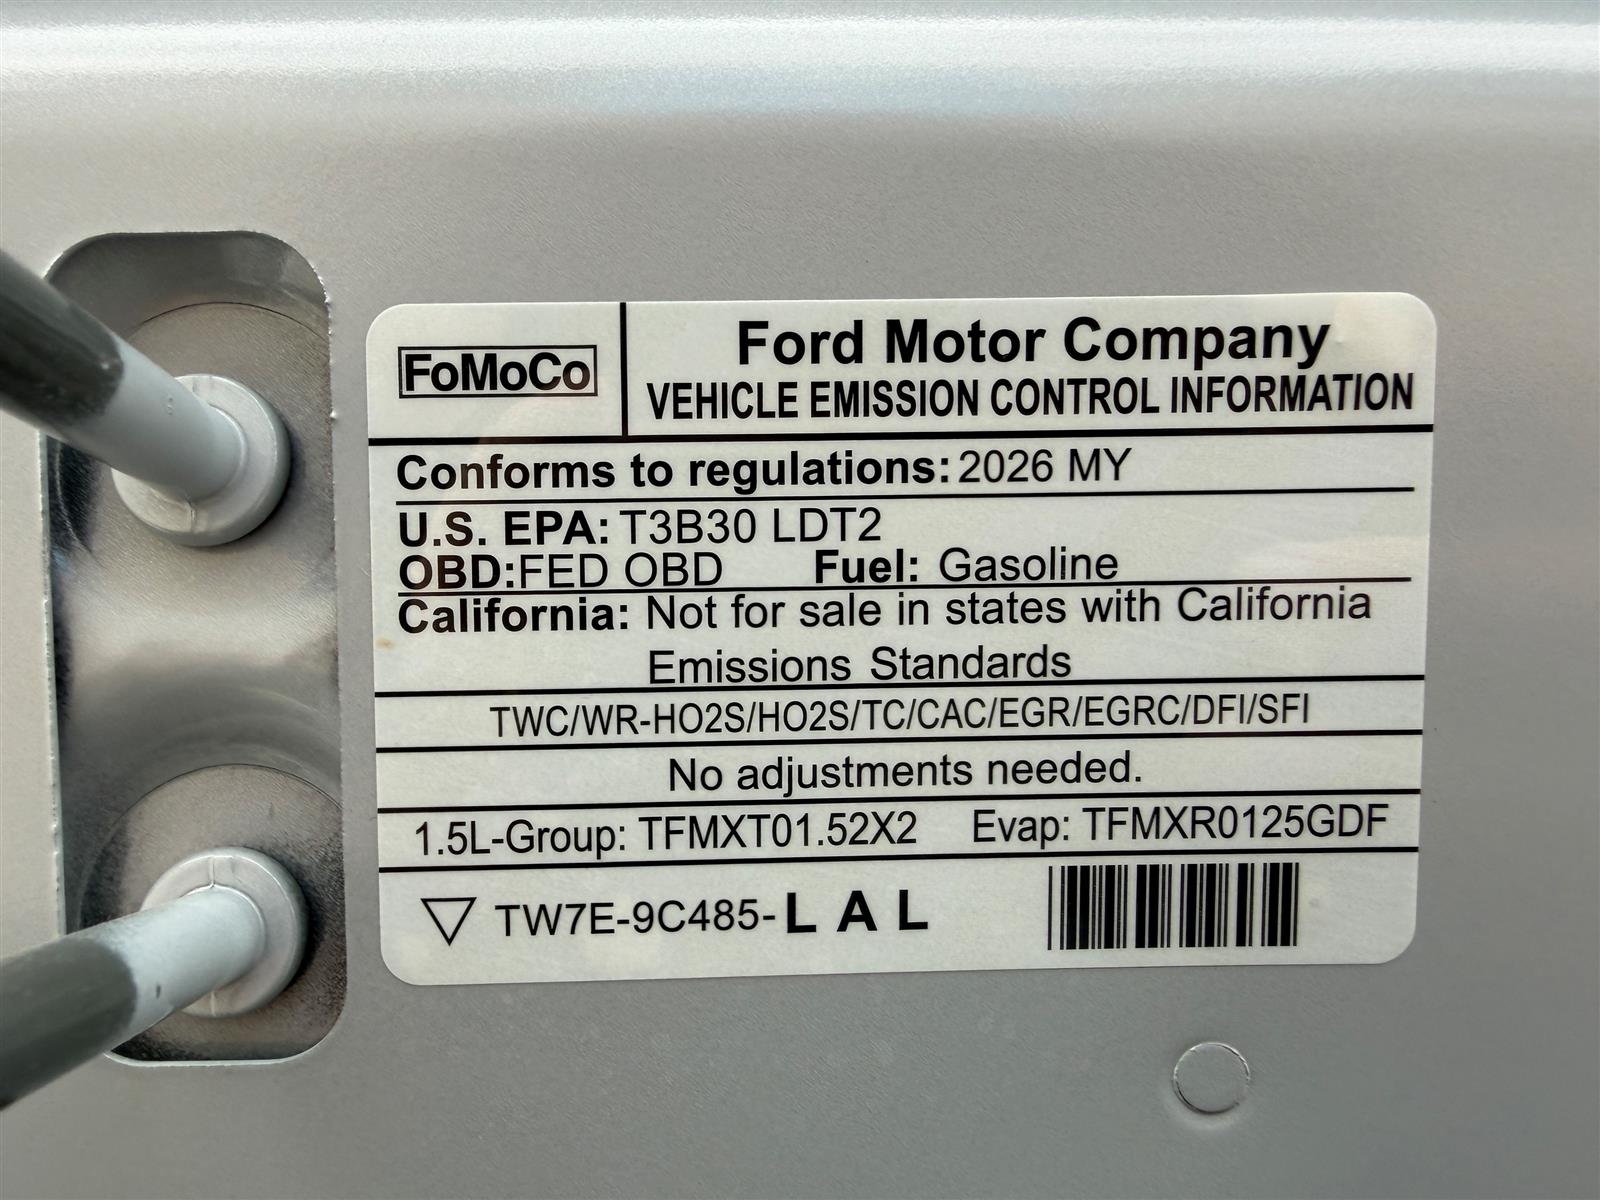 FoMoCo
Ford Motor Company
VEHICLE EMISSION CONTROL INFORMATION
Conforms to regulations: 2026 MY
U.S. EPA: T3B30 LDT2
OBD:FED OBD Fuel: Gasoline
California: Not for sale in states with California
Emissions Standards
TWC/WR-HO2S/HO2S/TC/CAC/EGR/EGRC/DFI/SFI
No adjustments needed.
1.5L-Group: TFMXT01.52X2 Evap: TFMXR0125GDF
TW7E-9C485-LAL